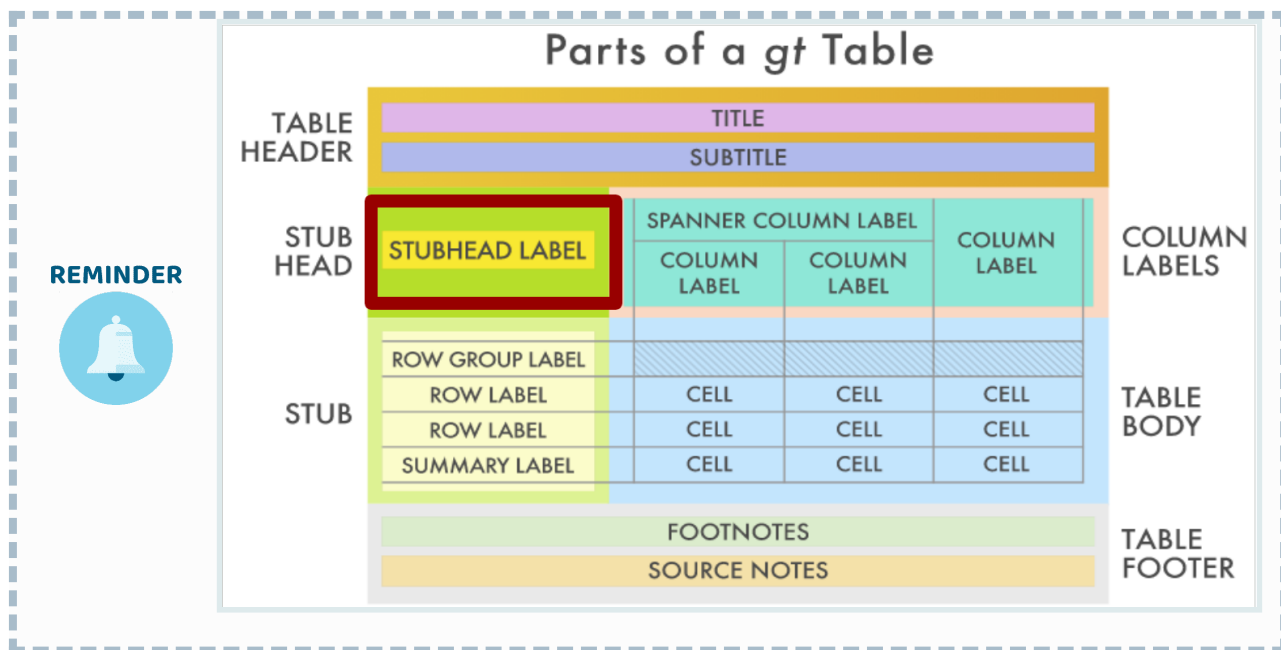 Parts of a gt Table
TABLE
HEADER
TITLE
SUBTITLE
STUB
HEAD
STUBHEAD LABEL
SPANNER COLUMN LABEL
COLUMN
LABEL
COLUMN
LABEL
COLUMN
LABEL
COLUMN
LABELS
REMINDER
STUB
ROW GROUP LABEL
ROW LABEL CELL CELL CELL
ROW LABEL CELL CELL CELL
SUMMARY LABEL CELL CELL CELL
TABLE
BODY
FOOTNOTES
SOURCE NOTES
TABLE
FOOTER